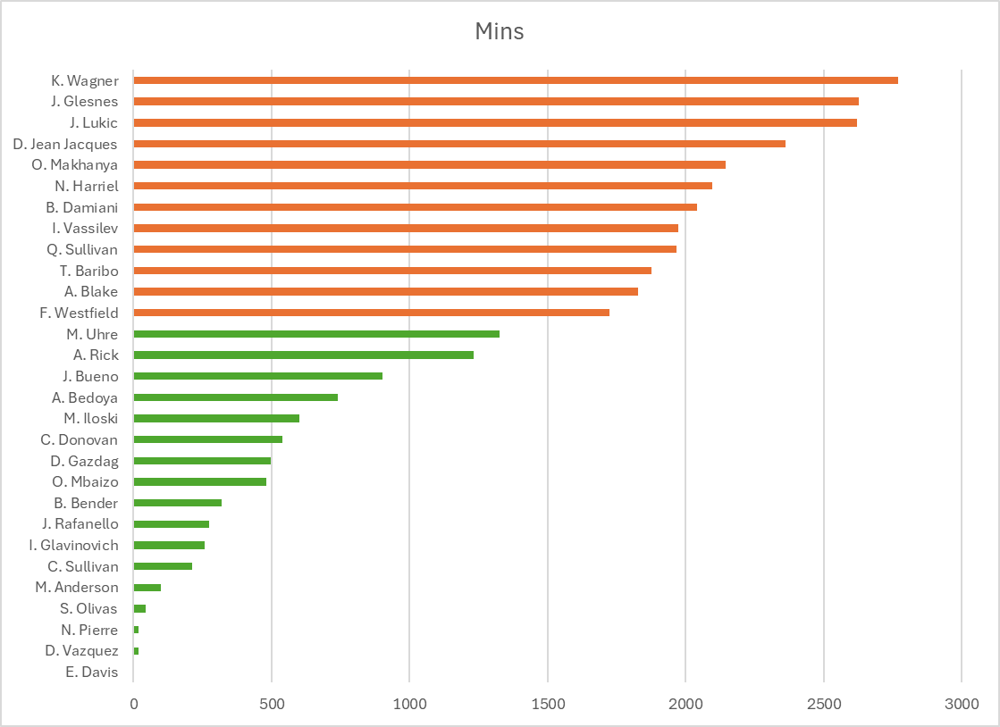 Mins
K. Wagner
J. Glesnes
J. Lukic
D. Jean Jacques
O. Makhanya
N. Harriel
B. Damiani
I. Vassilev
Q. Sullivan
T. Baribo
A. Blake
F. Westfield
M. Uhre
A. Rick
J. Bueno
A. Bedoya
M. Iloski
C. Donovan
D. Gazdag
O. Mbaizo
B. Bender
J. Rafanello
I. Glavinovich
C. Sullivan
M. Anderson
S. Olivas
N. Pierre
D. Vazquez
E. Davis
0 500 1000 1500 2000 2500 3000